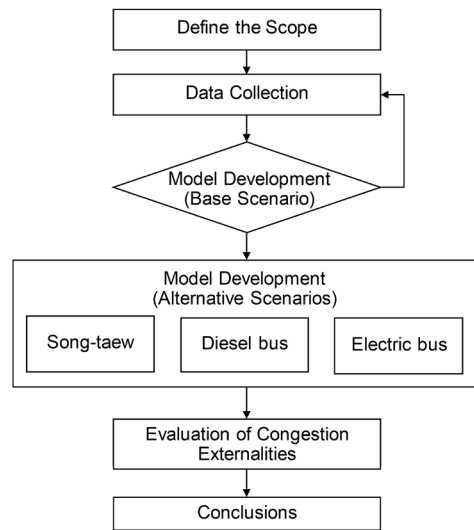 Define the Scope
Data Collection
Model Development
(Base Scenario)
Model Development
(Alternative Scenarios)
Song-taew
Diesel bus
Electric bus
Evaluation of Congestion
Externalities
Conclusions